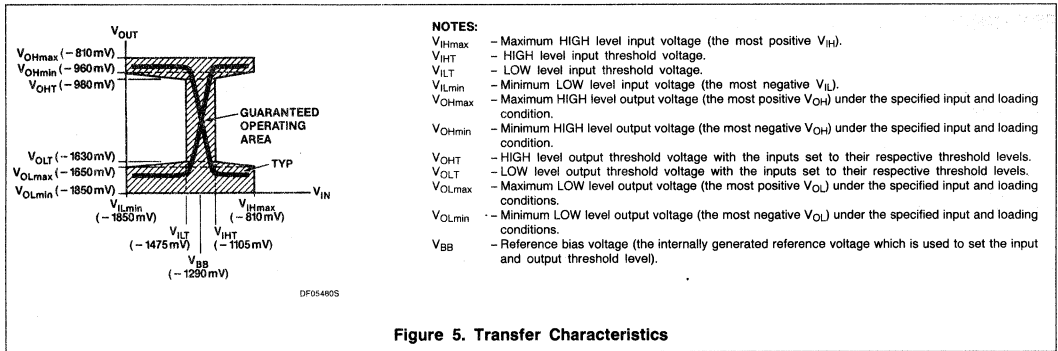 VOUT
VOHmax (−810mV)
VOHmin (−960mV)
VOHT (−980mV)
GUARANTEED
OPERATING
AREA
VOLT (−1630mV)
TYP
VOLmax (−1650mV)
VOLmin (−1850mV)
VIN
VILmin
(−1850mV)
VIHmax
(−810mV)
VILT
(−1475mV)
VIHT
(−1105mV)
VBB
(−1290mV)
DF05460S
NOTES:
VIHmax – Maximum HIGH level input voltage (the most positive VIH).
VIHT – HIGH level input threshold voltage.
VILT – LOW level input threshold voltage.
VILmin – Minimum LOW level input voltage (the most negative VIL).
VOHmax – Maximum HIGH level output voltage (the most positive VOH) under the specified input and loading
condition.
VOHmin – Minimum HIGH level output voltage (the most negative VOH) under the specified input and loading
condition.
VOHT – HIGH level output threshold voltage with the inputs set to their respective threshold levels.
VOLT – LOW level output threshold voltage with the inputs set to their respective threshold levels.
VOLmax – Maximum LOW level output voltage (the most positive VOL) under the specified input and loading
conditions.
VOLmin – Minimum LOW level output voltage (the most negative VOL) under the specified input and loading
conditions.
VBB – Reference bias voltage (the internally generated reference voltage which is used to set the input
and output threshold level).
Figure 5. Transfer Characteristics